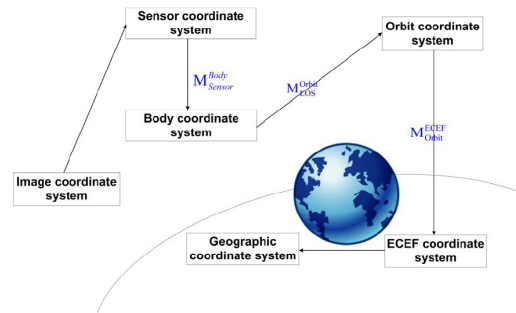 Sensor coordinate
system
Orbit coordinate
system
M^{Body}_{Sensor}
M^{Orbit}_{LOS}
Body coordinate
system
M^{ECEF}_{Orbit}
Image coordinate
system
Geographic
coordinate system
ECEF coordinate
system